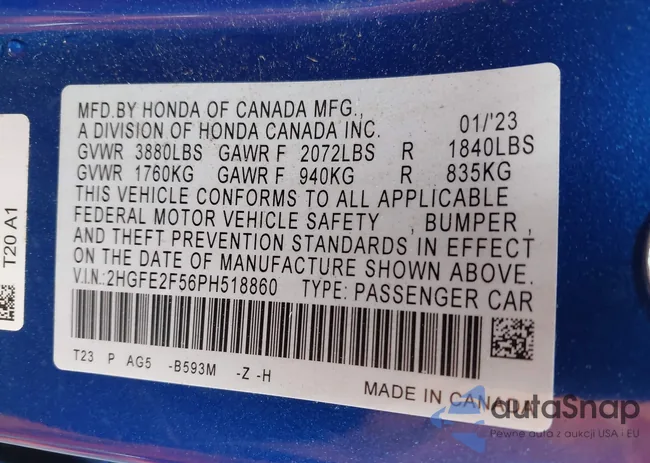 MFD.BY HONDA OF CANADA MFG.,
A DIVISION OF HONDA CANADA INC. 01/'23
GVWR 3880LBS GAWR F 2072LBS R 1840LBS
GVWR 1760KG GAWR F 940KG R 835KG
THIS VEHICLE CONFORMS TO ALL APPLICABLE
FEDERAL MOTOR VEHICLE SAFETY , BUMPER ,
AND THEFT PREVENTION STANDARDS IN EFFECT
ON THE DATE OF MANUFACTURE SHOWN ABOVE.
V.I.N.:2HGFE2F56PH518860 TYPE: PASSENGER CAR
T23 P AG5 -B593M -Z -H
MADE IN CANADA
T20 A1
autaSnap
Pewne auta z aukcji USA i EU